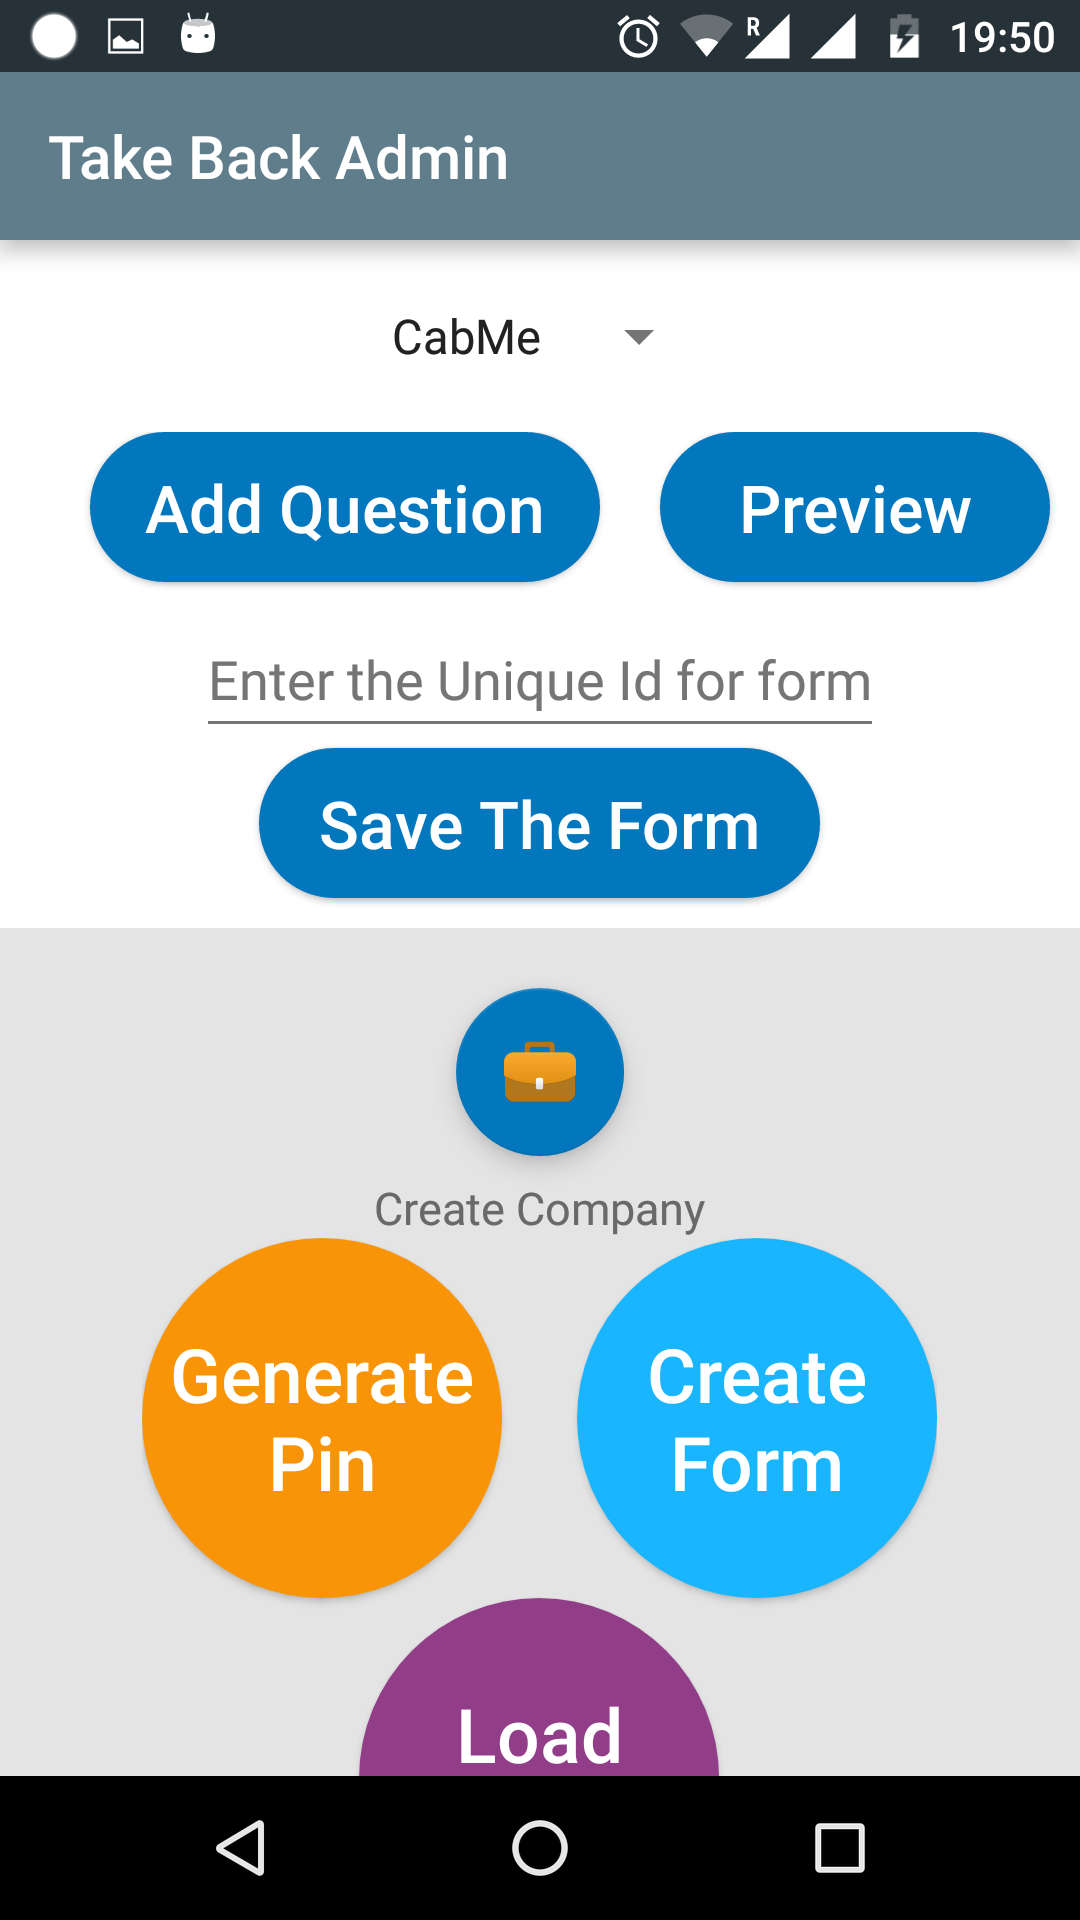 R 19:50
Take Back Admin
CabMe
Add Question Preview
Enter the Unique Id for form
Save The Form
Create Company
Generate
Pin
Create
Form
Load